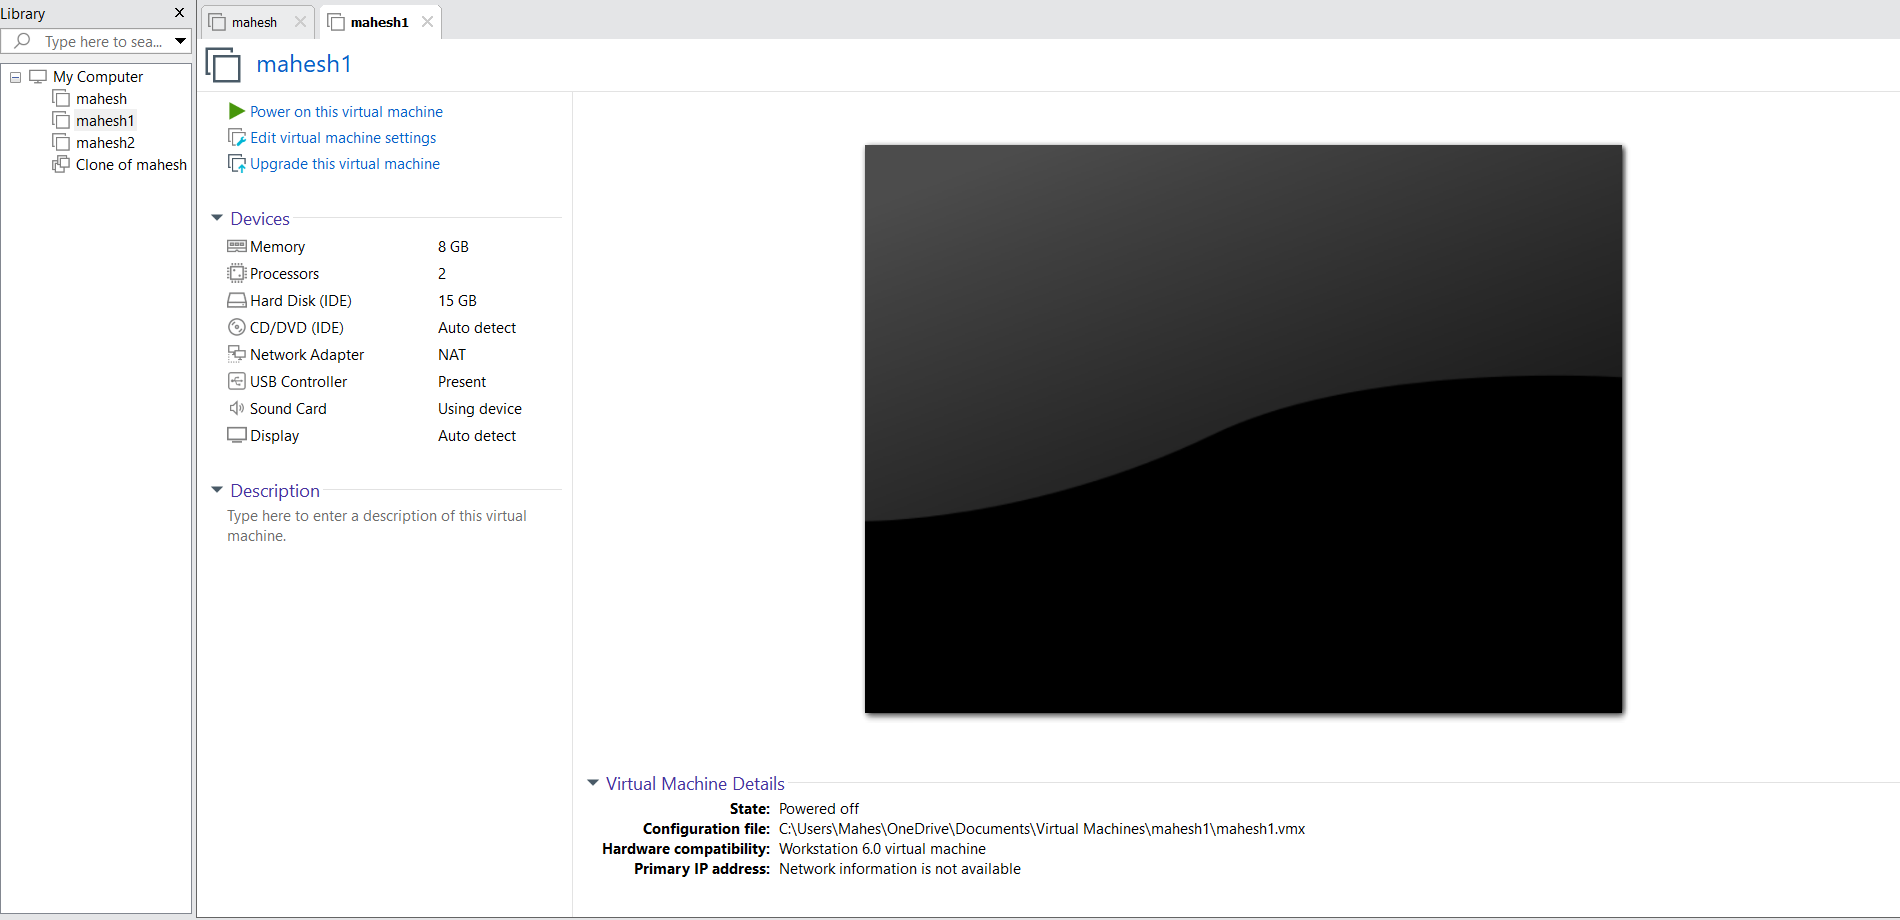 Library
Type here to sea...
My Computer
mahesh
mahesh1
mahesh2
Clone of mahesh
mahesh
mahesh1
mahesh1
Power on this virtual machine
Edit virtual machine settings
Upgrade this virtual machine
Devices
Memory 8 GB
Processors 2
Hard Disk (IDE) 15 GB
CD/DVD (IDE) Auto detect
Network Adapter NAT
USB Controller Present
Sound Card Using device
Display Auto detect
Description
Type here to enter a description of this virtual
machine.
Virtual Machine Details
State: Powered off
Configuration file: C:\Users\Mahes\OneDrive\Documents\Virtual Machines\mahesh1\mahesh1.vmx
Hardware compatibility: Workstation 6.0 virtual machine
Primary IP address: Network information is not available